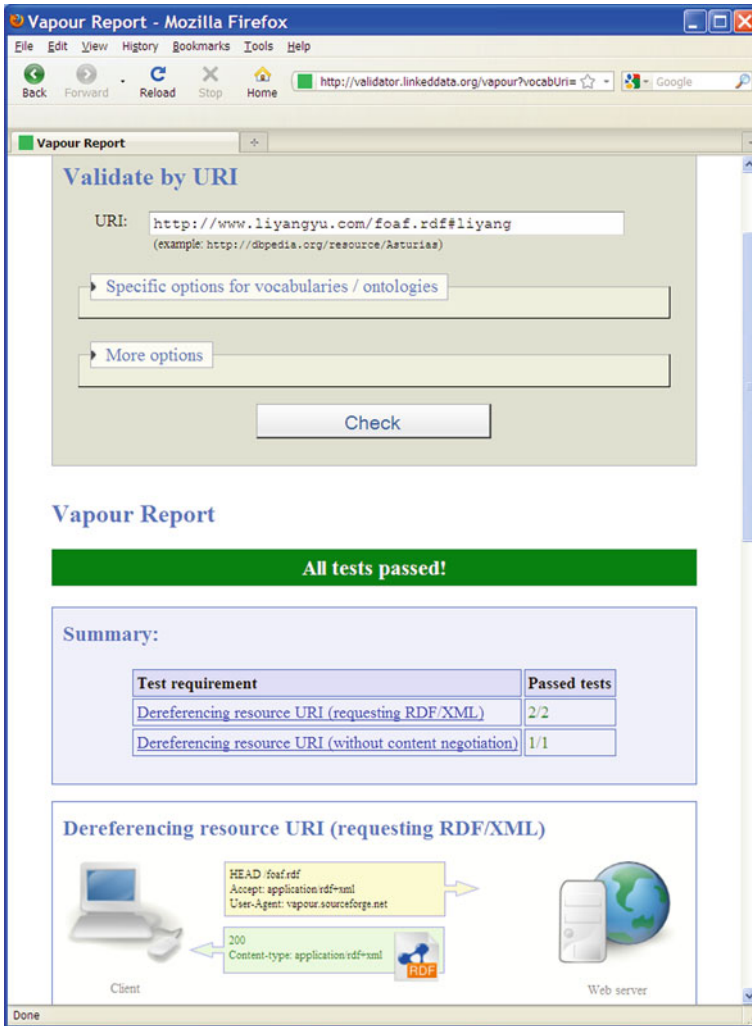 Vapour Report - Mozilla Firefox
File Edit View History Bookmarks Tools Help
Back Forward Reload Stop Home
http://validator.linkeddata.org/vapour?vocabUri= Google
Vapour Report
Validate by URI
URI: http://www.liyangyu.com/foaf.rdf#liyang
(example: http://dbpedia.org/resource/Asturias)
Specific options for vocabularies / ontologies
More options
Check
Vapour Report
All tests passed!
Summary:
Test requirement Passed tests
Dereferencing resource URI (requesting RDF/XML) 2/2
Dereferencing resource URI (without content negotiation) 1/1
Dereferencing resource URI (requesting RDF/XML)
HEAD /foaf.rdf
Accept: application/rdf+xml
User-Agent: vapour.sourceforge.net
200
Content-type: application/rdf+xml
RDF
Client Web server
Done